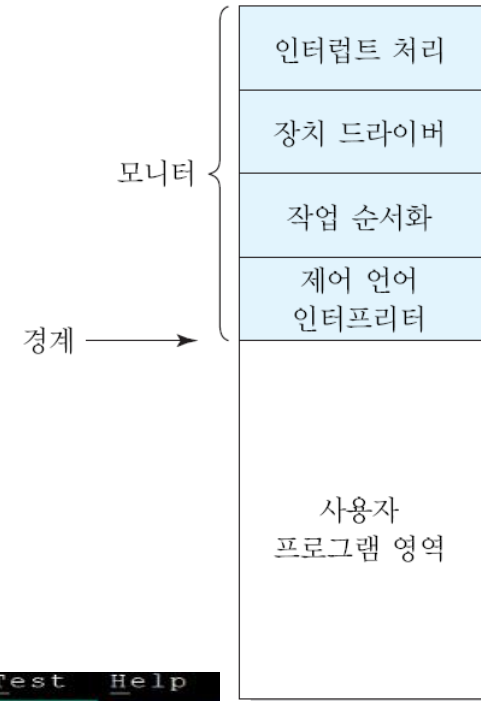 인터럽트 처리
장치 드라이버
모니터
작업 순서화
제어 언어
인터프리터
경계
사용자
프로그램 영역
Test Help